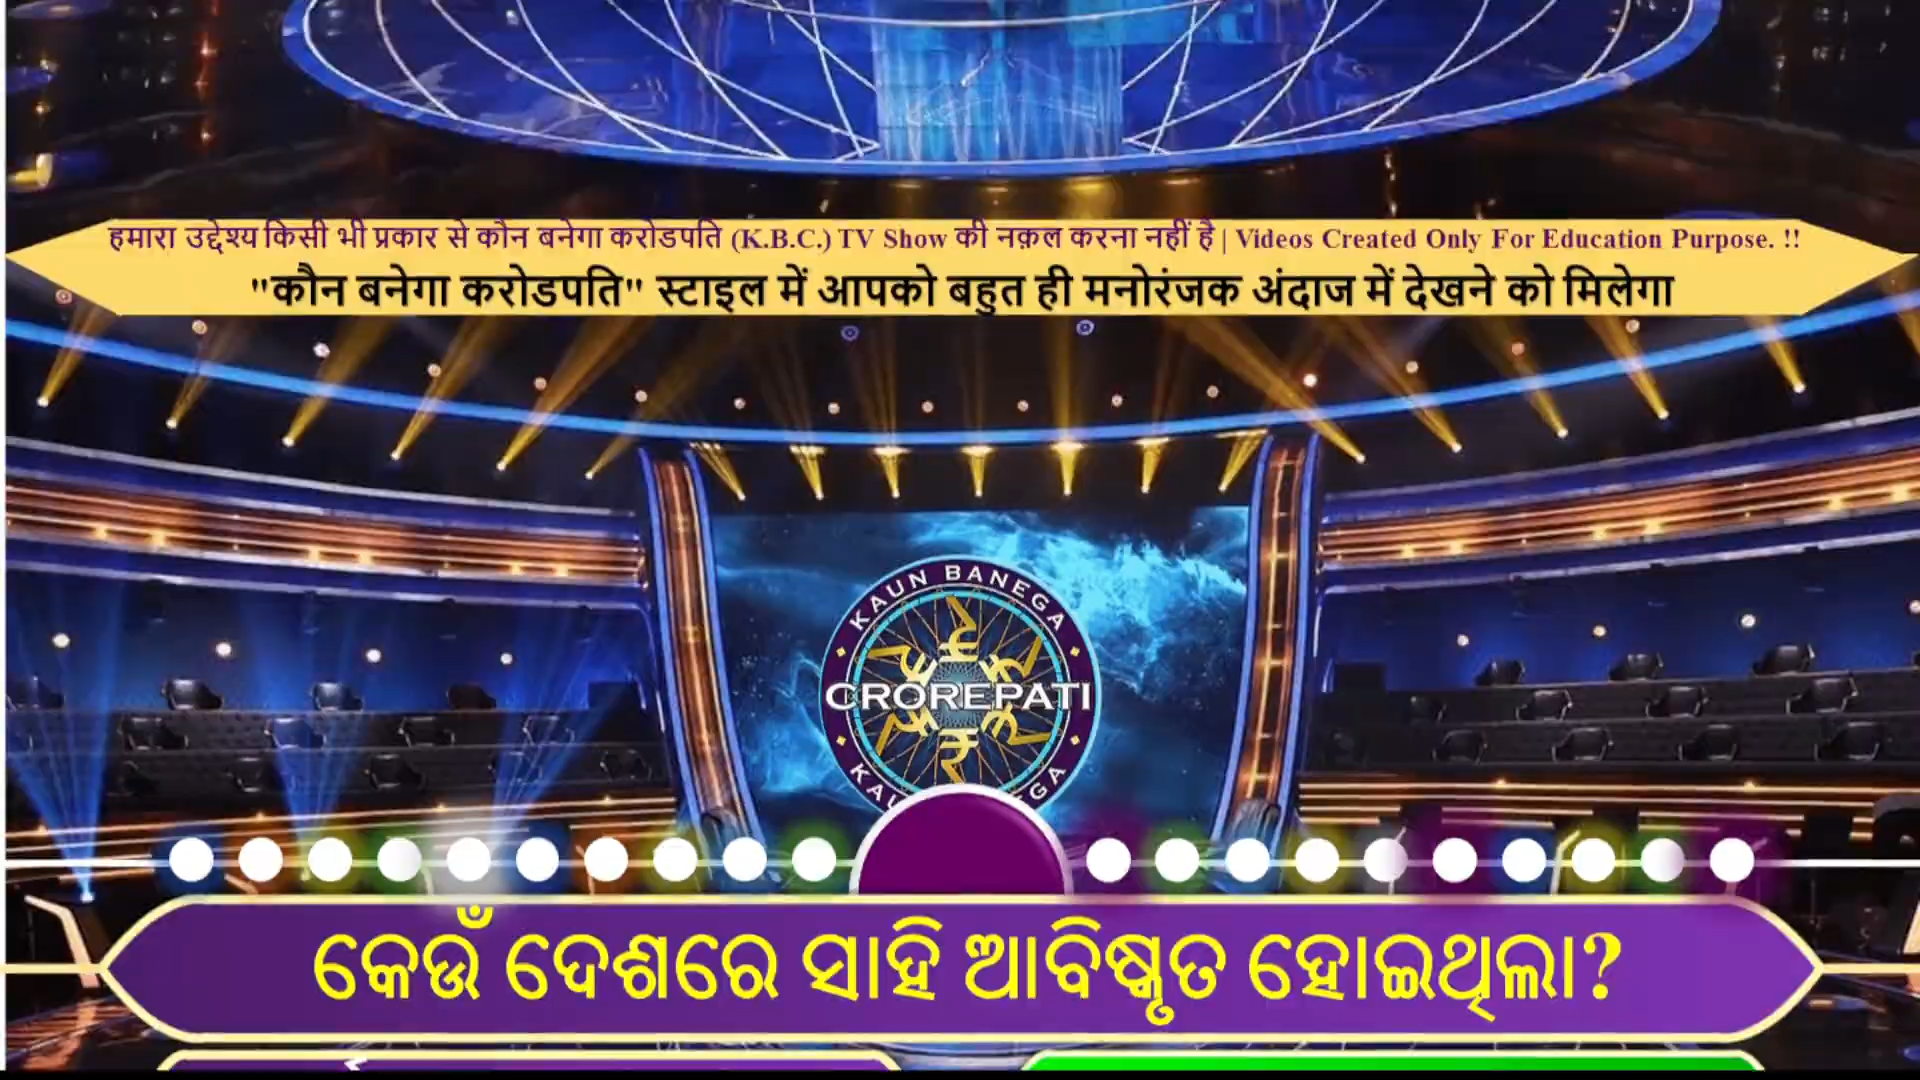 हमारा उद्देश्य किसी भी प्रकार से कौन बनेगा करोडपति (K.B.C.) TV Show की नक़ल करना नहीं है | Videos Created Only For Education Purpose. !!
"कौन बनेगा करोडपति" स्टाइल में आपको बहुत ही मनोरंजक अंदाज में देखने को मिलेगा
KAUN BANEGA
CROREPATI
କେଉଁ ଦେଶରେ ସାହି ଆବିଷ୍କୃତ ହୋଇଥିଲା?